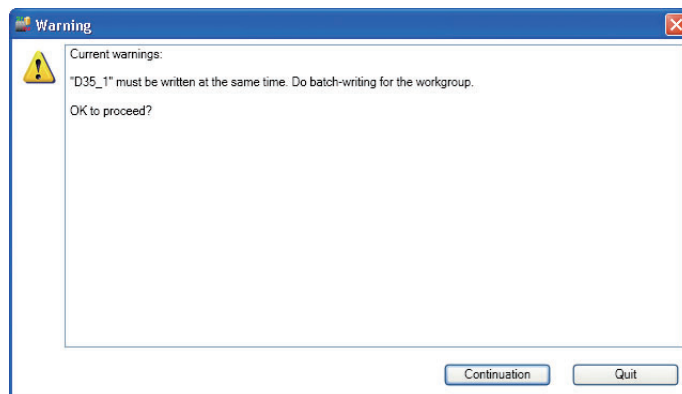 Warning
Current warnings:
"D35_1" must be written at the same time. Do batch-writing for the workgroup.
OK to proceed?
Continuation
Quit